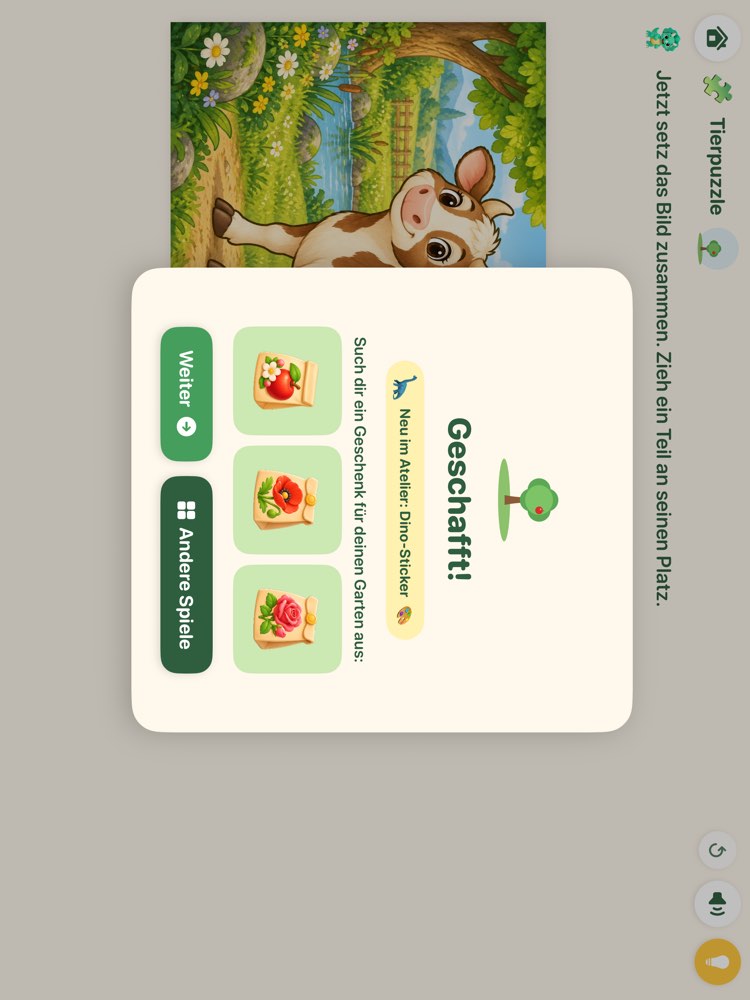 Tierpuzzle
Jetzt setz das Bild zusammen. Zieh ein Teil an seinen Platz.
Geschafft!
Neu im Atelier: Dino-Sticker
Such dir ein Geschenk für deinen Garten aus:
Weiter
Andere Spiele